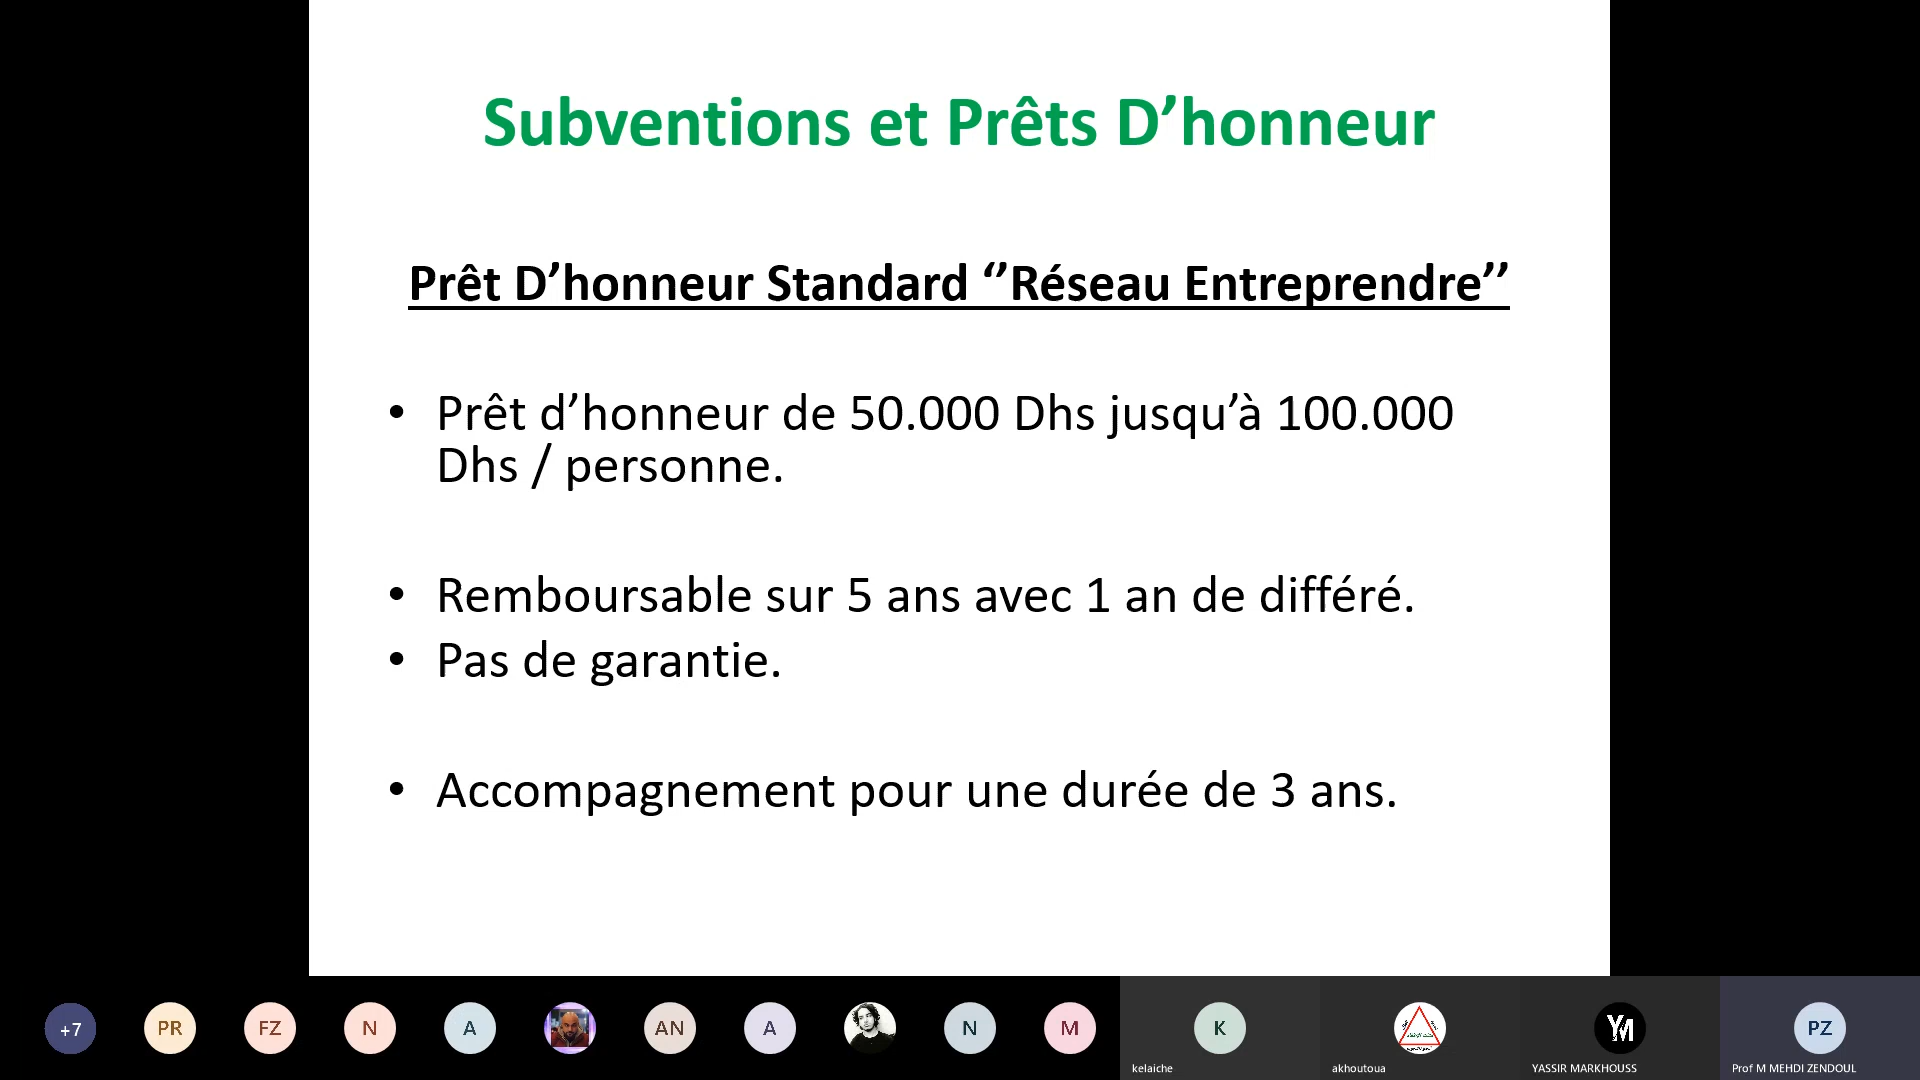 Subventions et Prêts D’honneur
Prêt D’honneur Standard ‘’Réseau Entreprendre’’
• Prêt d’honneur de 50.000 Dhs jusqu’à 100.000
Dhs / personne.
• Remboursable sur 5 ans avec 1 an de différé.
• Pas de garantie.
• Accompagnement pour une durée de 3 ans.
+7
PR
FZ
N
A
AN
A
N
M
K
YM
PZ
kelaiche
akhoutoua
YASSIR MARKHOUSS
Prof M MEHDI ZENDOUL